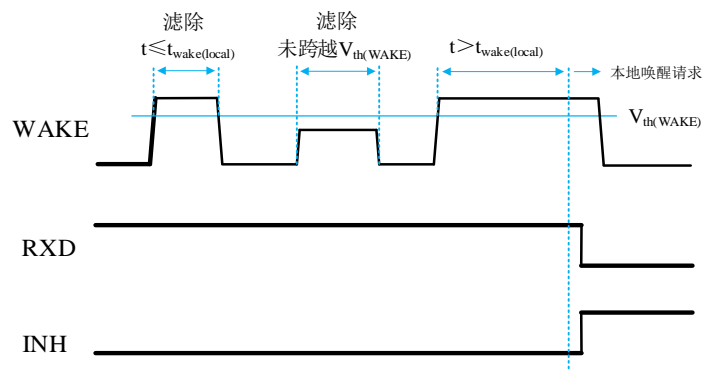 滤除
t≤twake(local)
滤除
未跨越Vth(WAKE)
t>twake(local)
本地唤醒请求
WAKE
Vth(WAKE)
RXD
INH